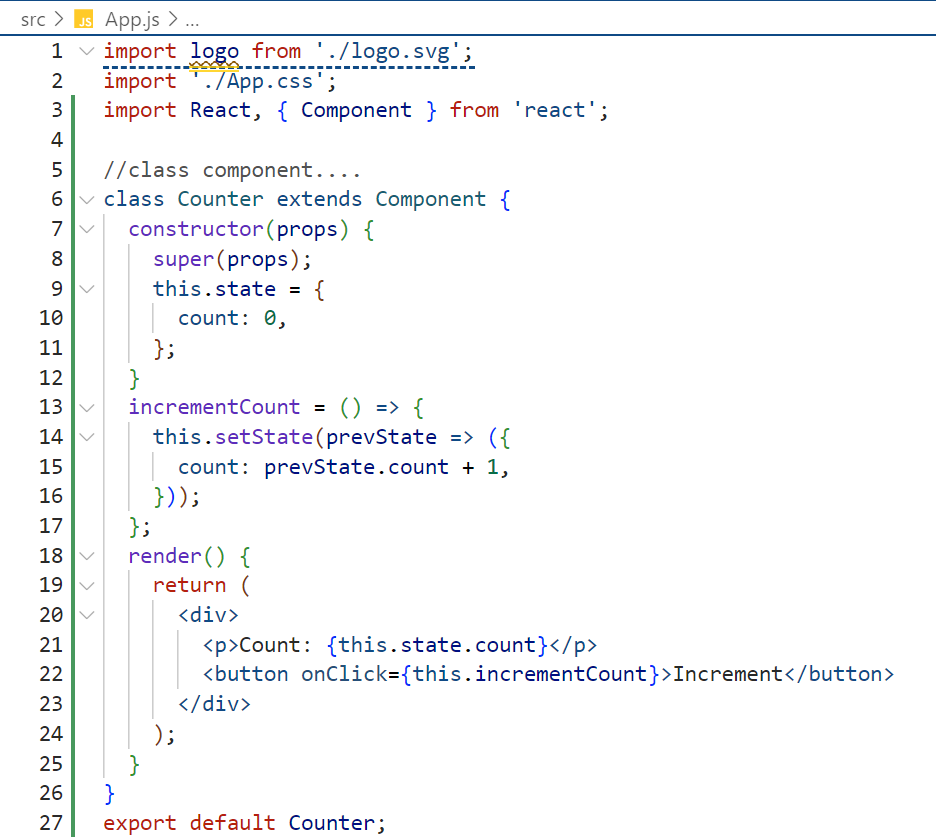 src > JS App.js > ...
1 import logo from './logo.svg';
2 import './App.css';
3 import React, { Component } from 'react';
4
5 //class component....
6 class Counter extends Component {
7   constructor(props) {
8     super(props);
9     this.state = {
10       count: 0,
11     };
12   }
13   incrementCount = () => {
14     this.setState(prevState => ({
15       count: prevState.count + 1,
16     }));
17   };
18   render() {
19     return (
20       <div>
21         <p>Count: {this.state.count}</p>
22         <button onClick={this.incrementCount}>Increment</button>
23       </div>
24     );
25   }
26 }
27 export default Counter;